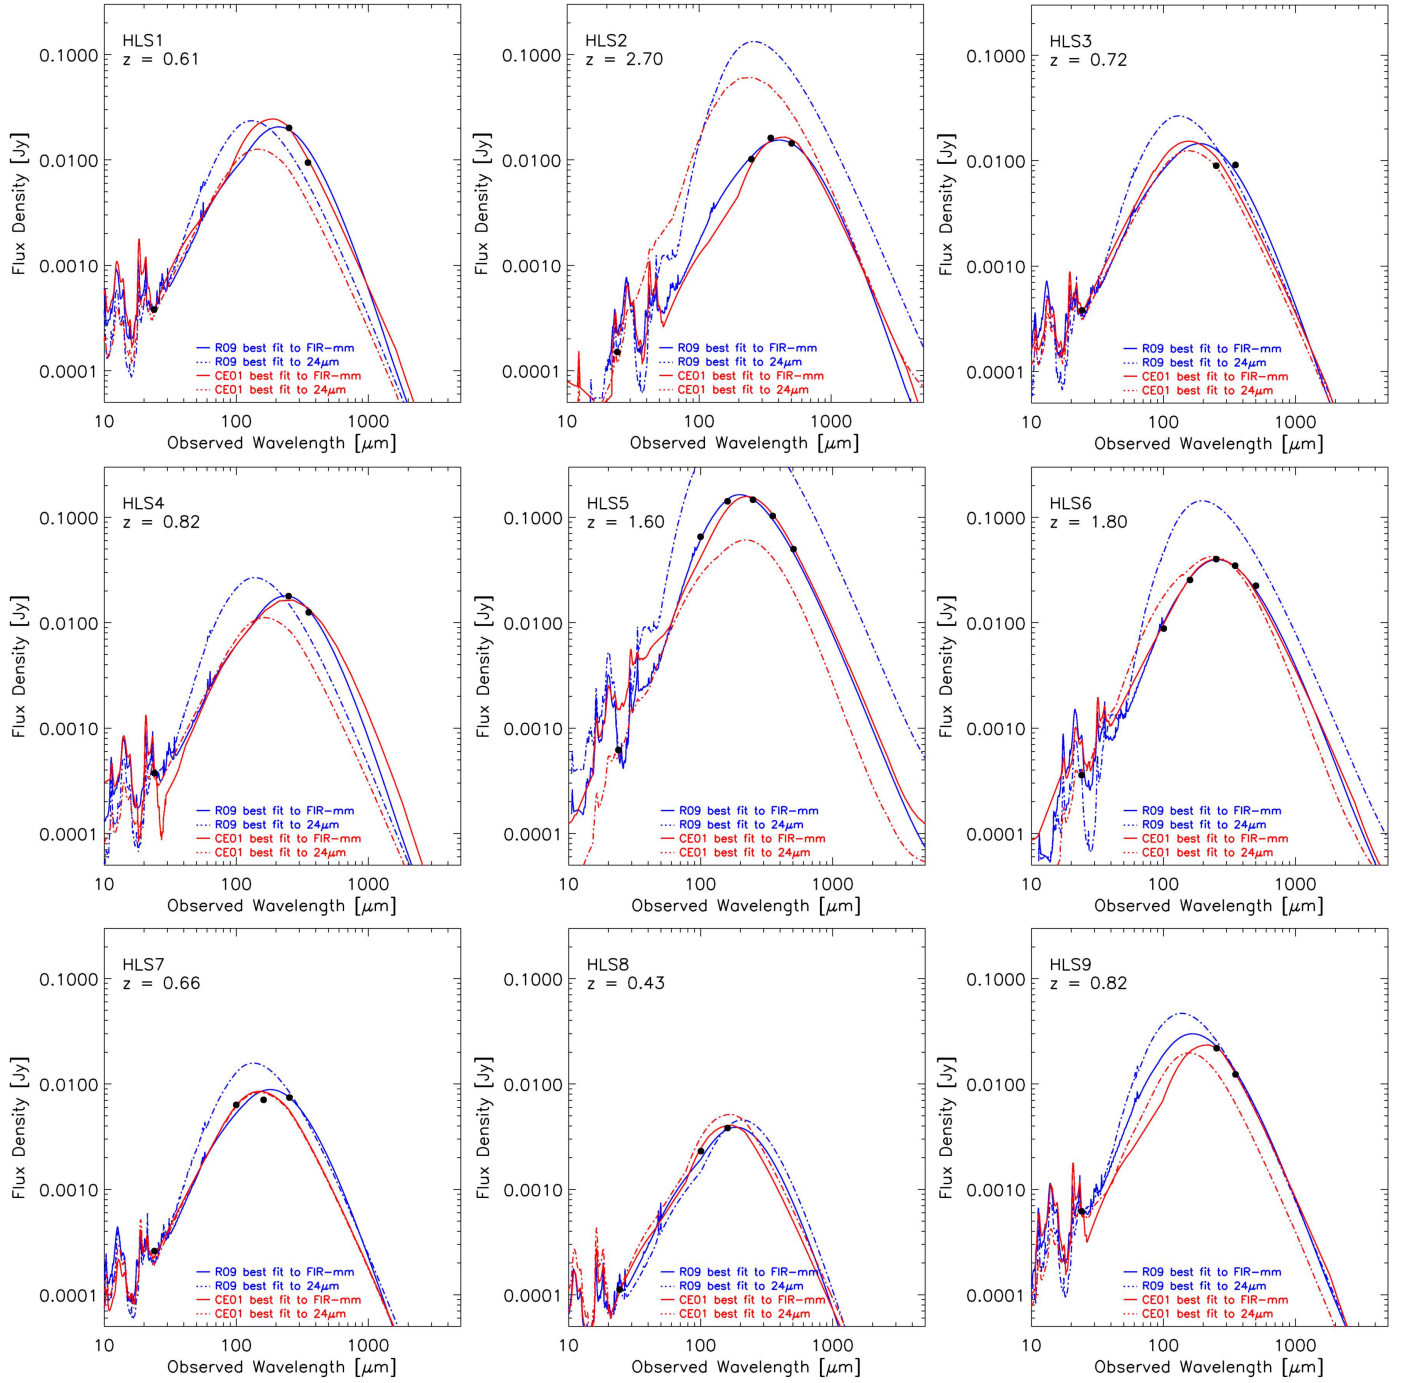 HLS1
z = 0.61
0.1000
0.0100
0.0010
0.0001
Flux Density [Jy]
R09 best fit to FIR-mm
R09 best fit to 24μm
CE01 best fit to FIR-mm
CE01 best fit to 24μm
10 100 1000
Observed Wavelength [μm]
HLS2
z = 2.70
0.1000
0.0100
0.0010
0.0001
Flux Density [Jy]
R09 best fit to FIR-mm
R09 best fit to 24μm
CE01 best fit to FIR-mm
CE01 best fit to 24μm
10 100 1000
Observed Wavelength [μm]
HLS3
z = 0.72
0.1000
0.0100
0.0010
0.0001
Flux Density [Jy]
R09 best fit to FIR-mm
R09 best fit to 24μm
CE01 best fit to FIR-mm
CE01 best fit to 24μm
10 100 1000
Observed Wavelength [μm]
HLS4
z = 0.82
0.1000
0.0100
0.0010
0.0001
Flux Density [Jy]
R09 best fit to FIR-mm
R09 best fit to 24μm
CE01 best fit to FIR-mm
CE01 best fit to 24μm
10 100 1000
Observed Wavelength [μm]
HLS5
z = 1.60
0.1000
0.0100
0.0010
0.0001
Flux Density [Jy]
R09 best fit to FIR-mm
R09 best fit to 24μm
CE01 best fit to FIR-mm
CE01 best fit to 24μm
10 100 1000
Observed Wavelength [μm]
HLS6
z = 1.80
0.1000
0.0100
0.0010
0.0001
Flux Density [Jy]
R09 best fit to FIR-mm
R09 best fit to 24μm
CE01 best fit to FIR-mm
CE01 best fit to 24μm
10 100 1000
Observed Wavelength [μm]
HLS7
z = 0.66
0.1000
0.0100
0.0010
0.0001
Flux Density [Jy]
R09 best fit to FIR-mm
R09 best fit to 24μm
CE01 best fit to FIR-mm
CE01 best fit to 24μm
10 100 1000
Observed Wavelength [μm]
HLS8
z = 0.43
0.1000
0.0100
0.0010
0.0001
Flux Density [Jy]
R09 best fit to FIR-mm
R09 best fit to 24μm
CE01 best fit to FIR-mm
CE01 best fit to 24μm
10 100 1000
Observed Wavelength [μm]
HLS9
z = 0.82
0.1000
0.0100
0.0010
0.0001
Flux Density [Jy]
R09 best fit to FIR-mm
R09 best fit to 24μm
CE01 best fit to FIR-mm
CE01 best fit to 24μm
10 100 1000
Observed Wavelength [μm]